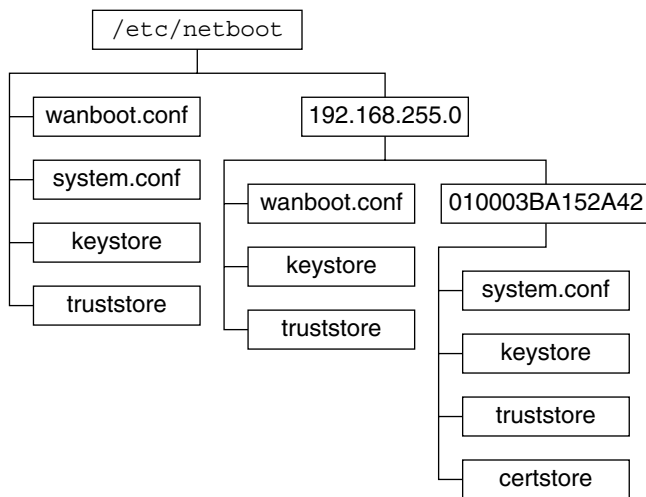 /etc/netboot
wanboot.conf
system.conf
keystore
truststore
192.168.255.0
wanboot.conf
keystore
truststore
010003BA152A42
system.conf
keystore
truststore
certstore